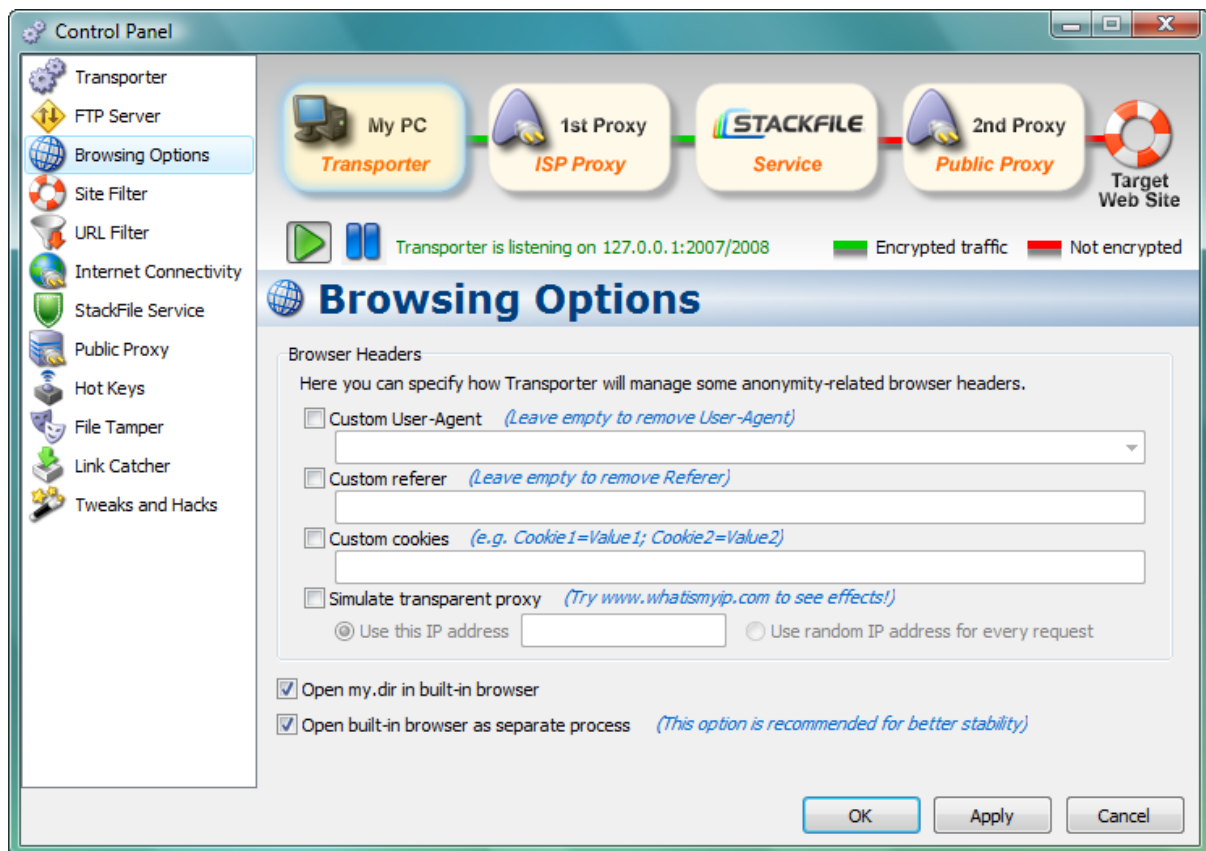 Control Panel
Transporter
FTP Server
Browsing Options
Site Filter
URL Filter
Internet Connectivity
StackFile Service
Public Proxy
Hot Keys
File Tamper
Link Catcher
Tweaks and Hacks
My PC
Transporter
1st Proxy
ISP Proxy
STACKFILE
Service
2nd Proxy
Public Proxy
Target
Web Site
Transporter is listening on 127.0.0.1:2007/2008
Encrypted traffic
Not encrypted
Browsing Options
Browser Headers
Here you can specify how Transporter will manage some anonymity-related browser headers.
Custom User-Agent (Leave empty to remove User-Agent)
Custom referer (Leave empty to remove Referer)
Custom cookies (e.g. Cookie1=Value1; Cookie2=Value2)
Simulate transparent proxy (Try www.whatismyip.com to see effects!)
Use this IP address
Use random IP address for every request
Open my.dir in built-in browser
Open built-in browser as separate process (This option is recommended for better stability)
OK
Apply
Cancel